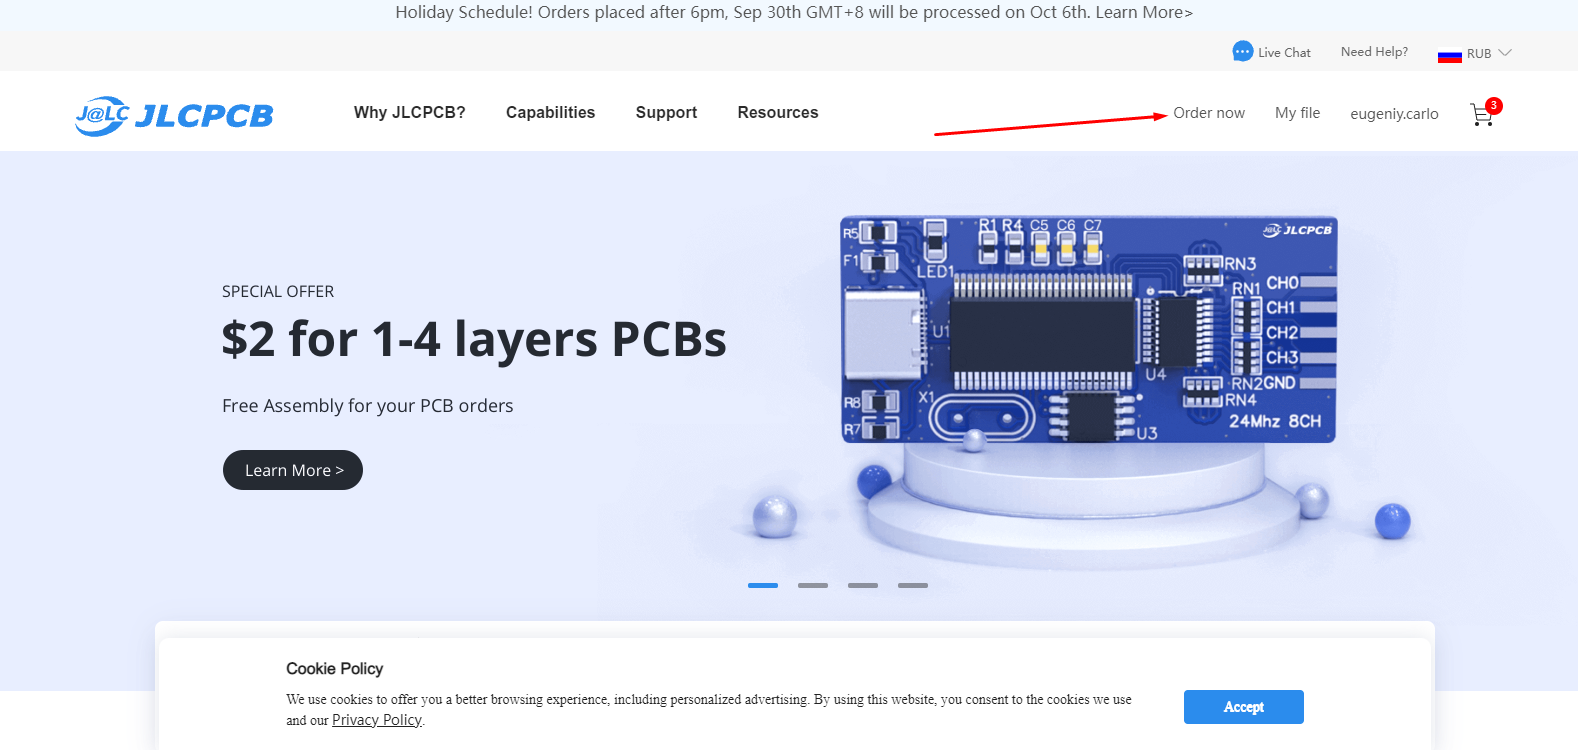 Holiday Schedule! Orders placed after 6pm, Sep 30th GMT+8 will be processed on Oct 6th. Learn More>
Live Chat
Need Help?
RUB
J@LC JLCPCB
Why JLCPCB?
Capabilities
Support
Resources
Order now
My file
eugeniy.carlo
3
SPECIAL OFFER
$2 for 1-4 layers PCBs
Free Assembly for your PCB orders
Learn More >
R5
F1
LED1
R1 R4 C5 C6 C7
J@LC JLCPCB
RN3
RN1
CH0
CH1
CH2
CH3
RN2 GND
RN4
U1
U4
X1
R8
R7
U3
24Mhz 8CH
Cookie Policy
We use cookies to offer you a better browsing experience, including personalized advertising. By using this website, you consent to the cookies we use
and our Privacy Policy.
Accept